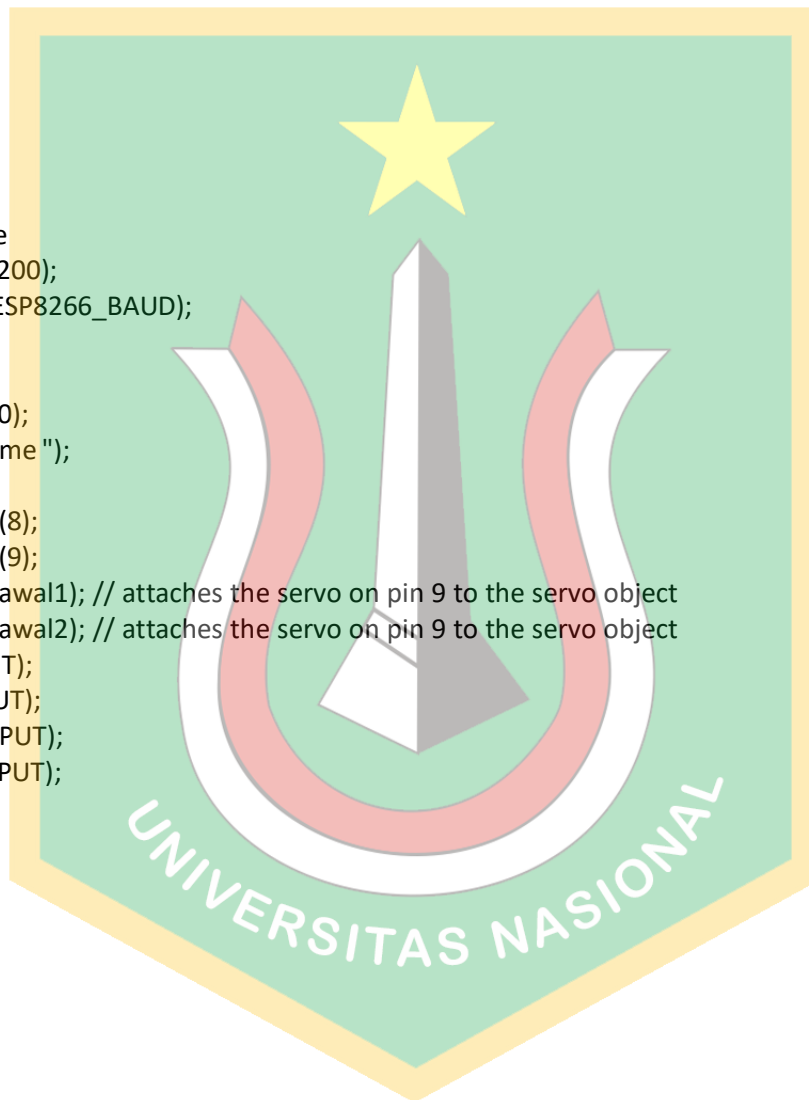 e
200);
ESP8266_BAUD);
0);
me ");
(8);
(9);
awal1); // attaches the servo on pin 9 to the servo object
awal2); // attaches the servo on pin 9 to the servo object
T);
UT);
PUT);
PUT);
UNIVERSITAS NASIONAL